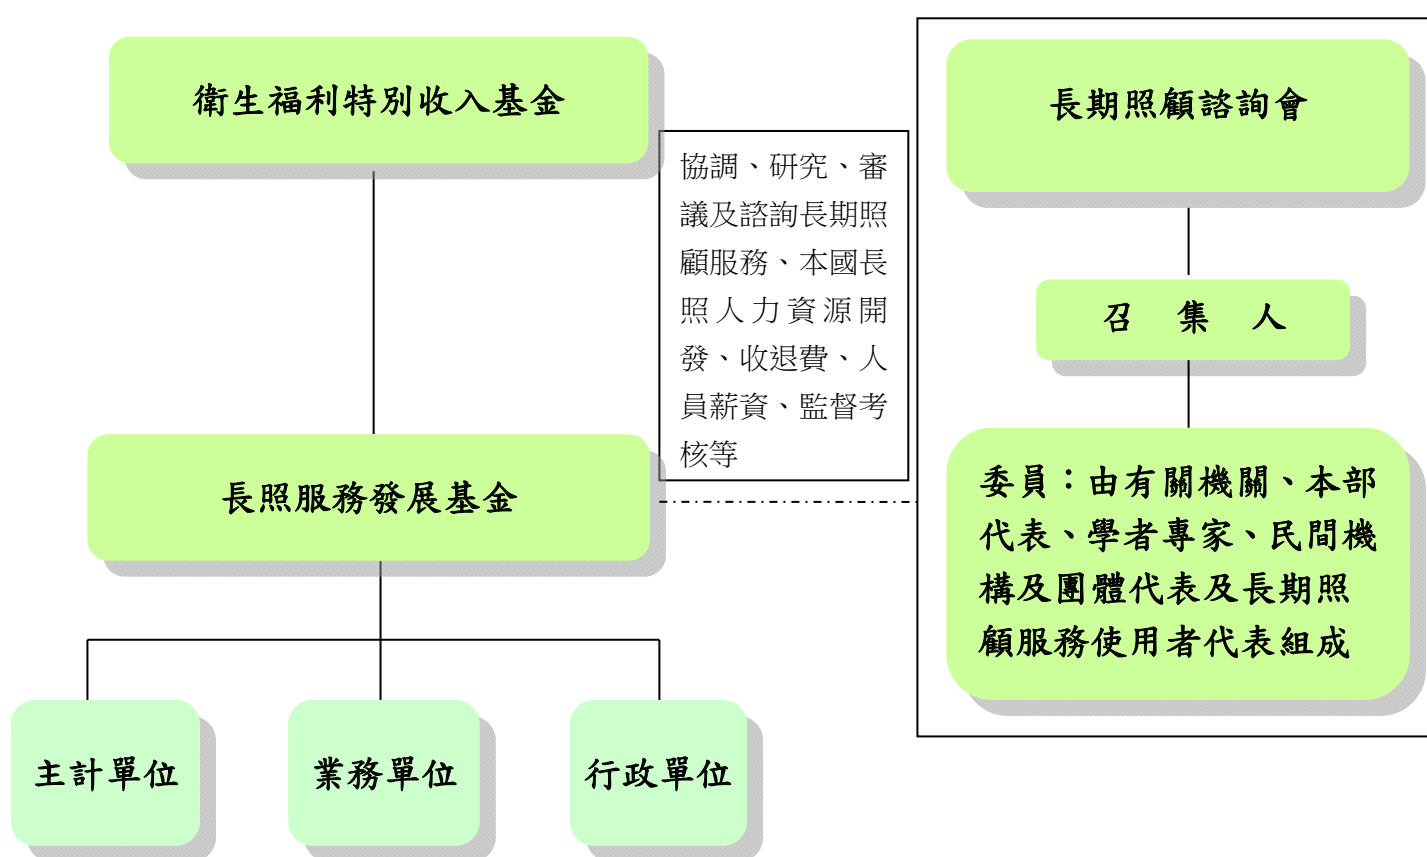 衛生福利特別收入基金
協調、研究、審
議及諮詢長期照
顧服務、本國長
照人力資源開
發、收退費、人
員薪資、監督考
核等
長照服務發展基金
主計單位
業務單位
行政單位
長期照顧諮詢會
召 集 人
委員：由有關機關、本部
代表、學者專家、民間機
構及團體代表及長期照
顧服務使用者代表組成